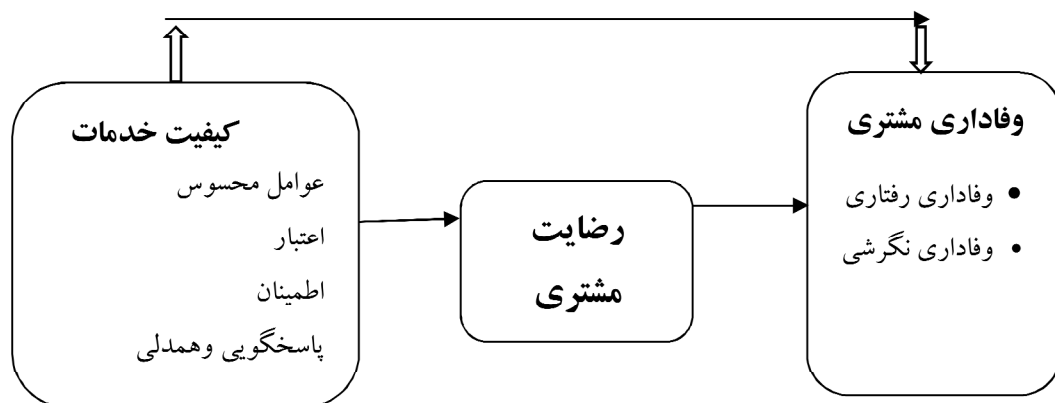 کیفیت خدمات
عوامل محسوس
اعتبار
اطمینان
پاسخگویی وهمدلی
رضایت
مشتری
وفاداری مشتری
• وفاداری رفتاری
• وفاداری نگرشی